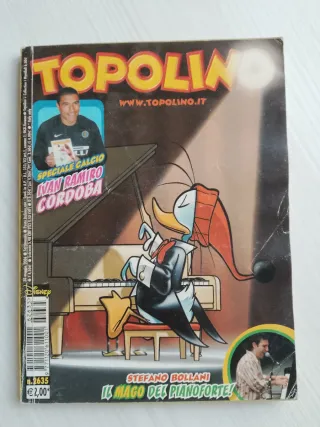 TOPOLINO
WWW.TOPOLINO.IT
SPECIALE CALCIO
IVAN RAMIRO
CORDOBA
Disney
n. 2635
€ 2,00
STEFANO BOLLANI
IL MAGO DEL PIANOFORTE!